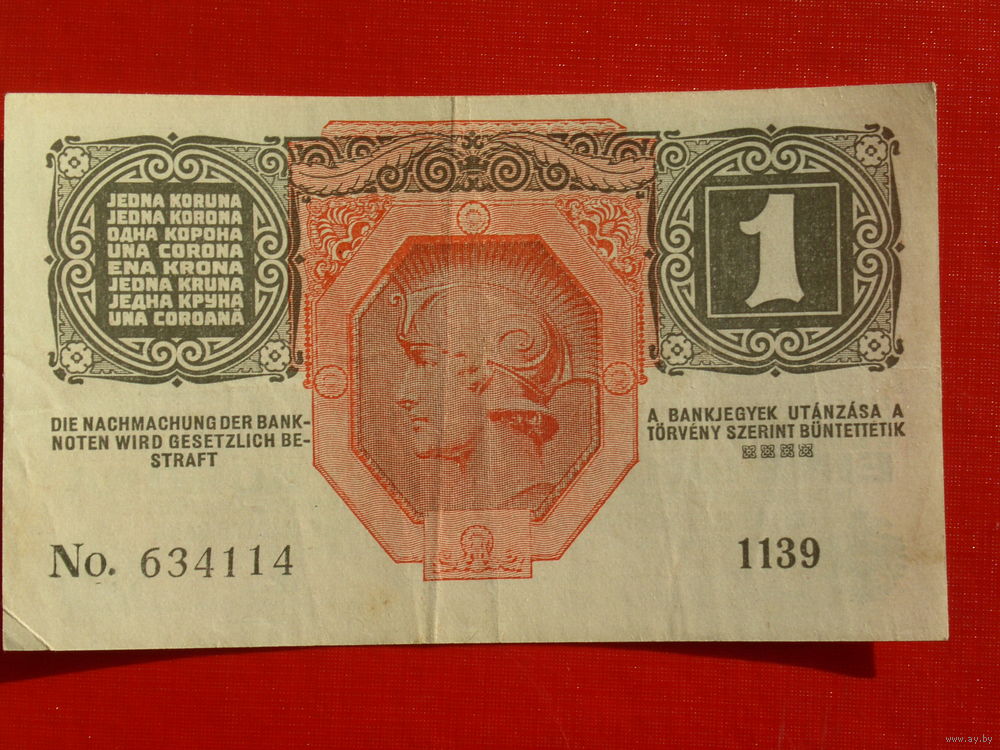 JEDNA KORUNA
JEDNA KORONA
ОДНА КОРОНА
UNA CORONA
ENA KRONA
JEDNA KRUNA
ЈЕДНА КРУНА
UNA COROANĂ
1
DIE NACHMACHUNG DER BANK-
NOTEN WIRD GESETZLICH BE-
STRAFT
A BANKJEGYEK UTÁNZÁSA A
TÖRVÉNY SZERINT BÜNTETTETIK
No. 634114
1139
www.ay.by